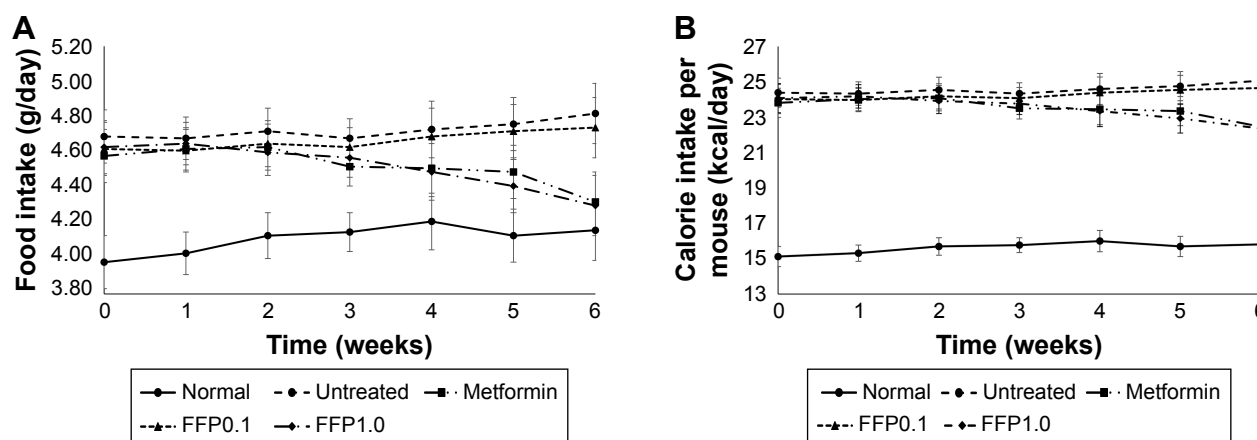 A
Food intake (g/day)
5.20
5.00
4.80
4.60
4.40
4.20
4.00
3.80
0 1 2 3 4 5 6
Time (weeks)
Normal Untreated Metformin
FFP0.1 FFP1.0
B
Calorie intake per
mouse (kcal/day)
27
25
23
21
19
17
15
13
0 1 2 3 4 5 6
Time (weeks)
Normal Untreated Metformin
FFP0.1 FFP1.0